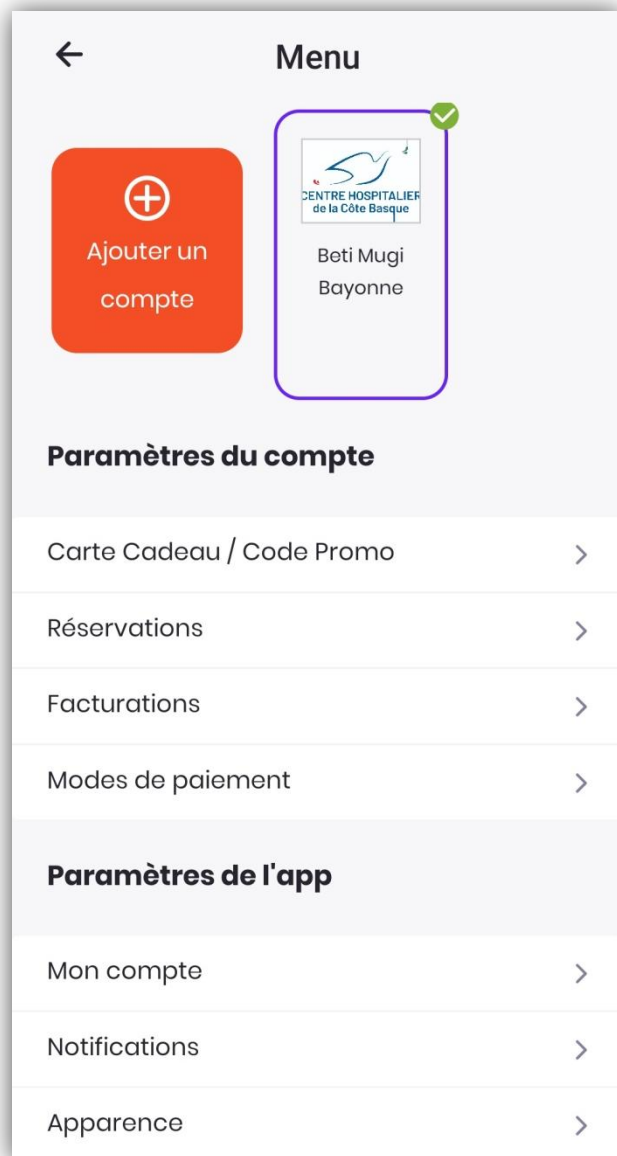 Menu
Ajouter un
compte
CENTRE HOSPITALIER
de la Côte Basque
Beti Mugi
Bayonne
Paramètres du compte
Carte Cadeau / Code Promo
Réservations
Facturations
Modes de paiement
Paramètres de l'app
Mon compte
Notifications
Apparence